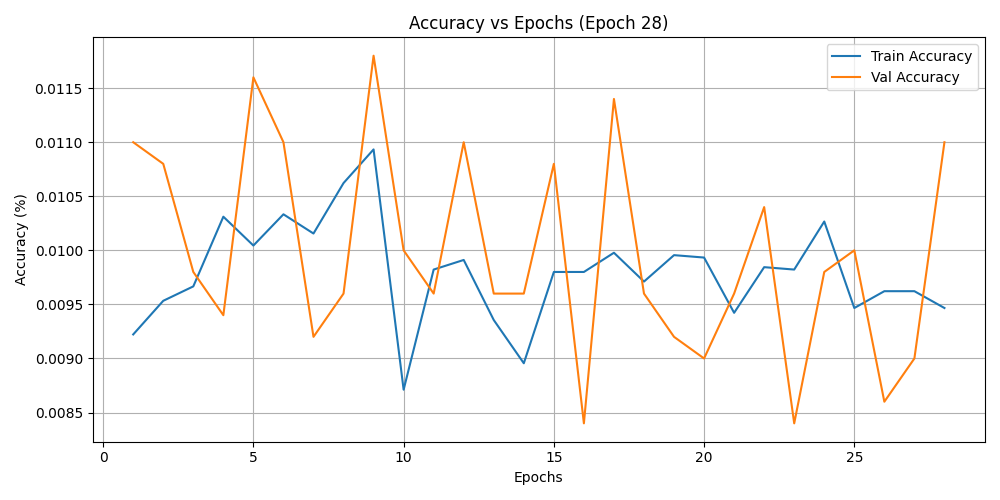 Accuracy vs Epochs (Epoch 28)
Train Accuracy
Val Accuracy
Accuracy (%)
0.0115
0.0110
0.0105
0.0100
0.0095
0.0090
0.0085
0 5 10 15 20 25
Epochs